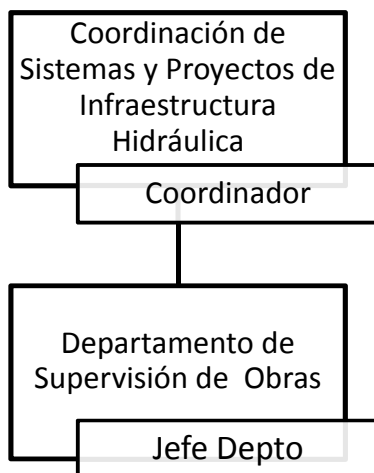 Coordinación de
Sistemas y Proyectos de
Infraestructura
Hidráulica
Coordinador
Departamento de
Supervisión de Obras
Jefe Depto